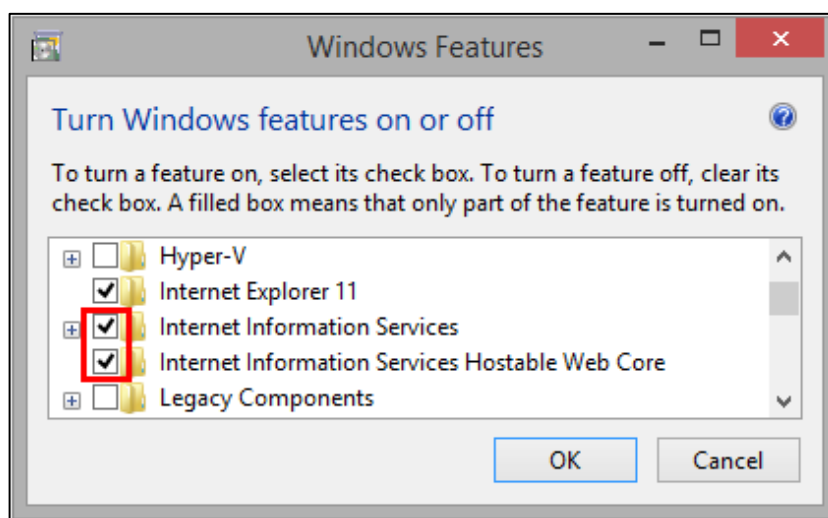 Windows Features
Turn Windows features on or off
To turn a feature on, select its check box. To turn a feature off, clear its
check box. A filled box means that only part of the feature is turned on.
Hyper-V
Internet Explorer 11
Internet Information Services
Internet Information Services Hostable Web Core
Legacy Components
OK Cancel